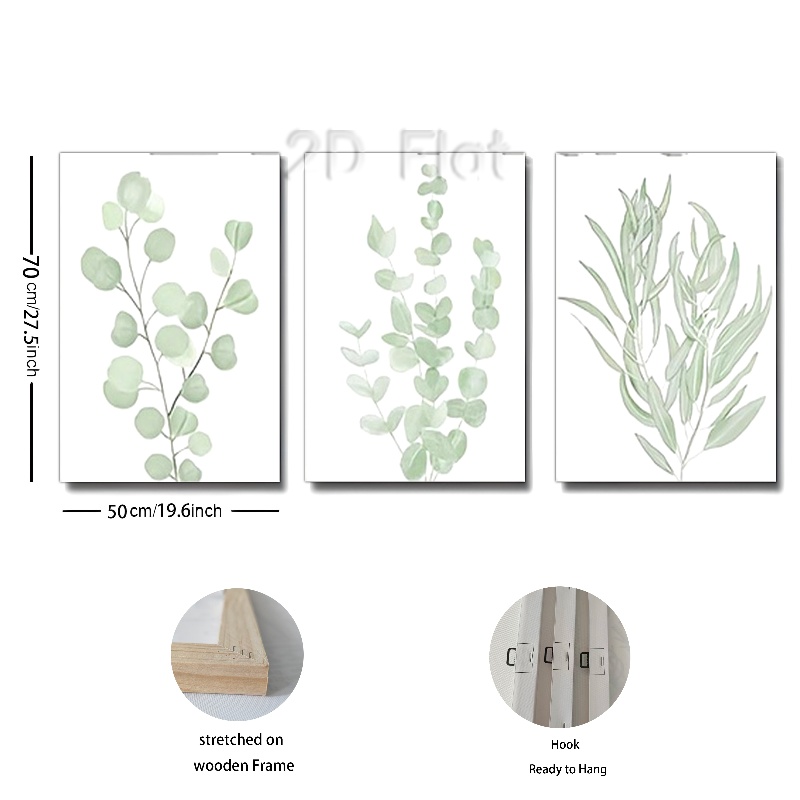 2D Flat
70 cm/27.5inch
50cm/19.6inch
stretched on
wooden Frame
Hook
Ready to Hang